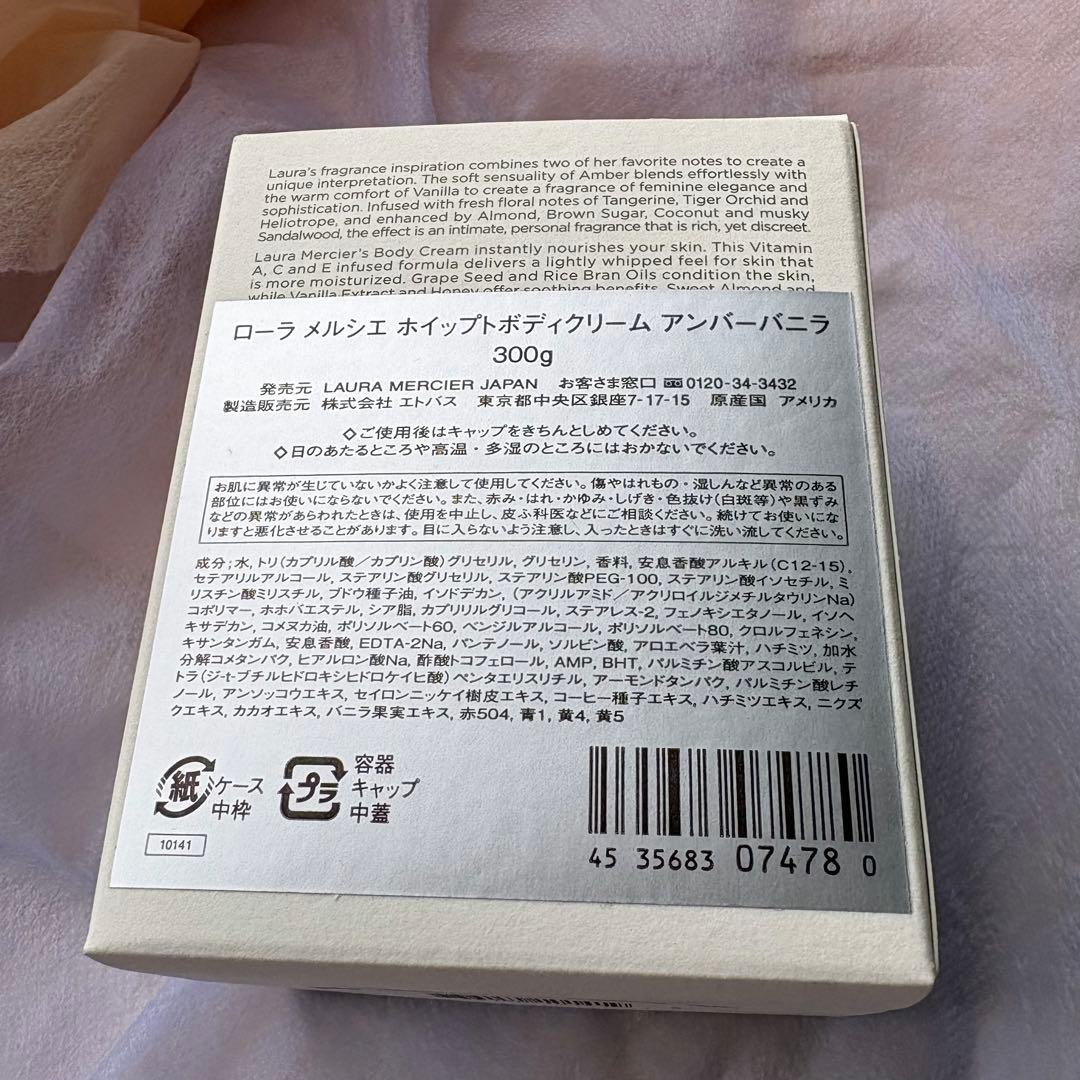 Laura's fragrance inspiration combines two of her favorite notes to create a
unique interpretation. The soft sensuality of Amber blends effortlessly with
the warm comfort of Vanilla to create a fragrance of feminine elegance and
sophistication. Infused with fresh floral notes of Tangerine, Tiger Orchid and
Heliotrope, and enhanced by Almond, Brown Sugar, Coconut and musky
Sandalwood, the effect is an intimate, personal fragrance that is rich, yet discreet.
Laura Mercier's Body Cream instantly nourishes your skin. This Vitamin
A, C and E infused formula delivers a lightly whipped feel for skin that
is more moisturized. Grape Seed and Rice Bran Oils condition the skin,
while Vanilla Extract and Honey offer soothing benefits. Sweet Almond and
ローラ メルシエ ホイップトボディクリーム アンバーバニラ
300g
発売元 LAURA MERCIER JAPAN お客さま窓口 0120-34-3432
製造販売元 株式会社 エトバス 東京都中央区銀座7-17-15 原産国 アメリカ
◇ご使用後はキャップをきちんとしめてください。
◇日のあたるところや高温・多湿のところにはおかないでください。
お肌に異常が生じていないかよく注意して使用してください。傷やはれもの・湿しんなど異常のある
部位にはお使いにならないでください。また、赤み・はれ・かゆみ・しげき・色抜け(白斑等)や黒ずみ
などの異常があらわれたときは、使用を中止し、皮ふ科医などにご相談ください。続けてお使いにな
りますと悪化させることがあります。目に入らないよう注意し、入ったときはすぐに洗い流してください。
成分;水, トリ(カプリル酸/カプリン酸)グリセリル, グリセリン, 香料, 安息香酸アルキル(C12-15),
セテアリルアルコール, ステアリン酸グリセリル, ステアリン酸PEG-100, ステアリン酸イソセチル, ミ
リスチン酸ミリスチル, ブドウ種子油, イソドデカン, (アクリルアミド/アクリロイルジメチルタウリンNa)
コポリマー, ホホバエステル, シア脂, カプリリルグリコール, ステアレス-2, フェノキシエタノール, イソヘ
キサデカン, コメヌカ油, ポリソルベート60, ベンジルアルコール, ポリソルベート80, クロルフェネシン,
キサンタンガム, 安息香酸, EDTA-2Na, パンテノール, ソルビン酸, アロエベラ葉汁, ハチミツ, 加水
分解コメタンパク, ヒアルロン酸Na, 酢酸トコフェロール, AMP, BHT, パルミチン酸アスコルビル, テ
トラ(ジ-t-ブチルヒドロキシヒドロケイヒ酸)ペンタエリスリチル, アーモンドタンパク, パルミチン酸レチ
ノール, アンソッコウエキス, セイロンニッケイ樹皮エキス, コーヒー種子エキス, ハチミツエキス, ニクズ
クエキス, カカオエキス, バニラ果実エキス, 赤504, 青1, 黄4, 黄5
紙 ケース
中枠
プラ 容器
キャップ
中蓋
10141
45 35683 07478 0